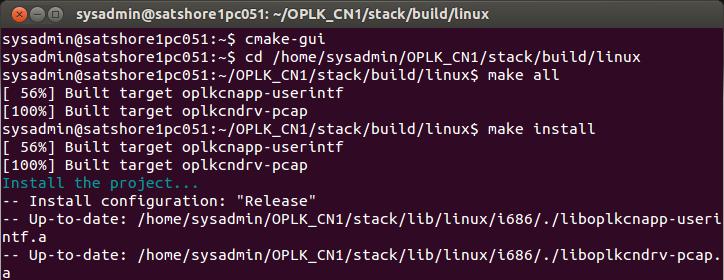 sysadmin@satshore1pc051: ~/OPLK_CN1/stack/build/linux
sysadmin@satshore1pc051:~$ cmake-gui
sysadmin@satshore1pc051:~$ cd /home/sysadmin/OPLK_CN1/stack/build/linux
sysadmin@satshore1pc051:~/OPLK_CN1/stack/build/linux$ make all
[ 56%] Built target oplkcnapp-userintf
[100%] Built target oplkcndrv-pcap
sysadmin@satshore1pc051:~/OPLK_CN1/stack/build/linux$ make install
[ 56%] Built target oplkcnapp-userintf
[100%] Built target oplkcndrv-pcap
Install the project...
-- Install configuration: "Release"
-- Up-to-date: /home/sysadmin/OPLK_CN1/stack/lib/linux/i686/./liboplkcnapp-useri
ntf.a
-- Up-to-date: /home/sysadmin/OPLK_CN1/stack/lib/linux/i686/./liboplkcndrv-pcap.
a